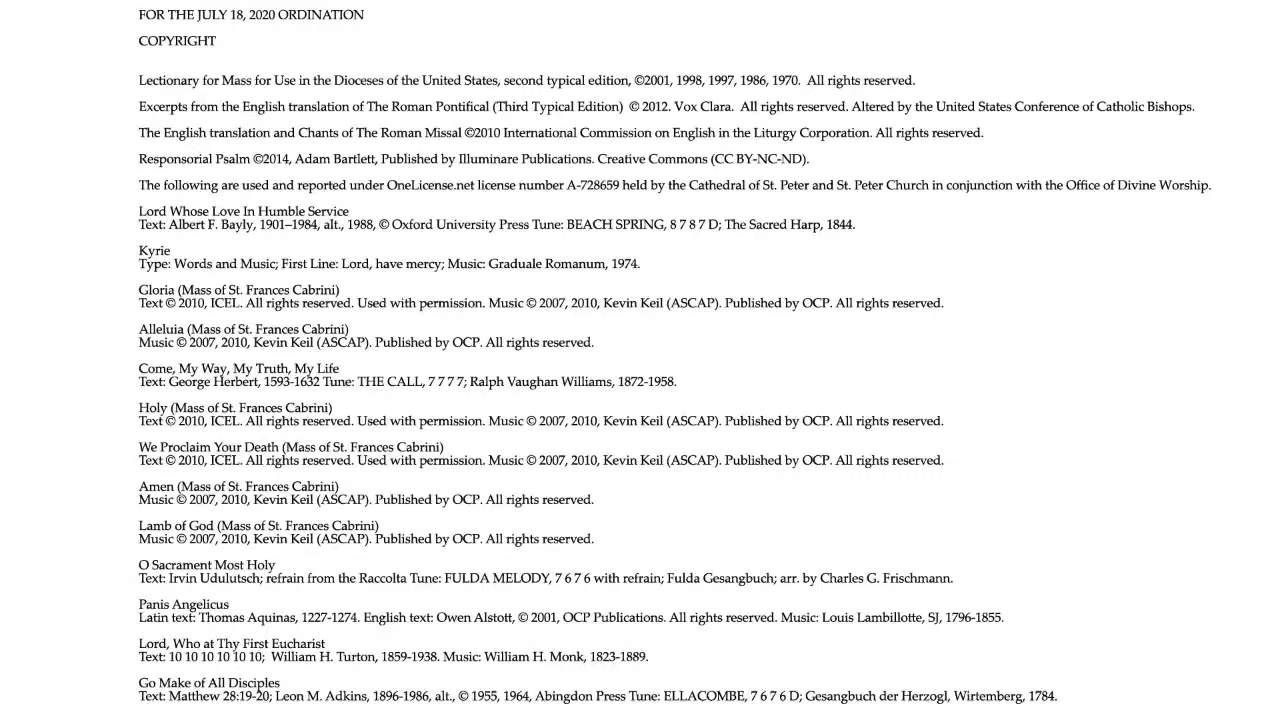 FOR THE JULY 18, 2020 ORDINATION
COPYRIGHT
Lectionary for Mass for Use in the Dioceses of the United States, second typical edition, ©2001, 1998, 1997, 1986, 1970.  All rights reserved.
Excerpts from the English translation of The Roman Pontifical (Third Typical Edition)  © 2012. Vox Clara.  All rights reserved. Altered by the United States Conference of Catholic Bishops.
The English translation and Chants of The Roman Missal ©2010 International Commission on English in the Liturgy Corporation. All rights reserved.
Responsorial Psalm ©2014, Adam Bartlett, Published by Illuminare Publications. Creative Commons (CC BY-NC-ND).
The following are used and reported under OneLicense.net license number A-728659 held by the Cathedral of St. Peter and St. Peter Church in conjunction with the Office of Divine Worship.
Lord Whose Love In Humble Service
Text: Albert F. Bayly, 1901–1984, alt., 1988, © Oxford University Press Tune: BEACH SPRING, 8 7 8 7 D; The Sacred Harp, 1844.
Kyrie
Type: Words and Music; First Line: Lord, have mercy; Music: Graduale Romanum, 1974.
Gloria (Mass of St. Frances Cabrini)
Text © 2010, ICEL. All rights reserved. Used with permission. Music © 2007, 2010, Kevin Keil (ASCAP). Published by OCP. All rights reserved.
Alleluia (Mass of St. Frances Cabrini)
Music © 2007, 2010, Kevin Keil (ASCAP). Published by OCP. All rights reserved.
Come, My Way, My Truth, My Life
Text: George Herbert, 1593-1632 Tune: THE CALL, 7 7 7 7; Ralph Vaughan Williams, 1872-1958.
Holy (Mass of St. Frances Cabrini)
Text © 2010, ICEL. All rights reserved. Used with permission. Music © 2007, 2010, Kevin Keil (ASCAP). Published by OCP. All rights reserved.
We Proclaim Your Death (Mass of St. Frances Cabrini)
Text © 2010, ICEL. All rights reserved. Used with permission. Music © 2007, 2010, Kevin Keil (ASCAP). Published by OCP. All rights reserved.
Amen (Mass of St. Frances Cabrini)
Music © 2007, 2010, Kevin Keil (ASCAP). Published by OCP. All rights reserved.
Lamb of God (Mass of St. Frances Cabrini)
Music © 2007, 2010, Kevin Keil (ASCAP). Published by OCP. All rights reserved.
O Sacrament Most Holy
Text: Irvin Udulutsch; refrain from the Raccolta Tune: FULDA MELODY, 7 6 7 6 with refrain; Fulda Gesangbuch; arr. by Charles G. Frischmann.
Panis Angelicus
Latin text: Thomas Aquinas, 1227-1274. English text: Owen Alstott, © 2001, OCP Publications. All rights reserved. Music: Louis Lambillotte, SJ, 1796-1855.
Lord, Who at Thy First Eucharist
Text: 10 10 10 10 10 10;  William H. Turton, 1859-1938. Music: William H. Monk, 1823-1889.
Go Make of All Disciples
Text: Matthew 28:19-20; Leon M. Adkins, 1896-1986, alt., © 1955, 1964, Abingdon Press Tune: ELLACOMBE, 7 6 7 6 D; Gesangbuch der Herzogl, Wirtemberg, 1784.